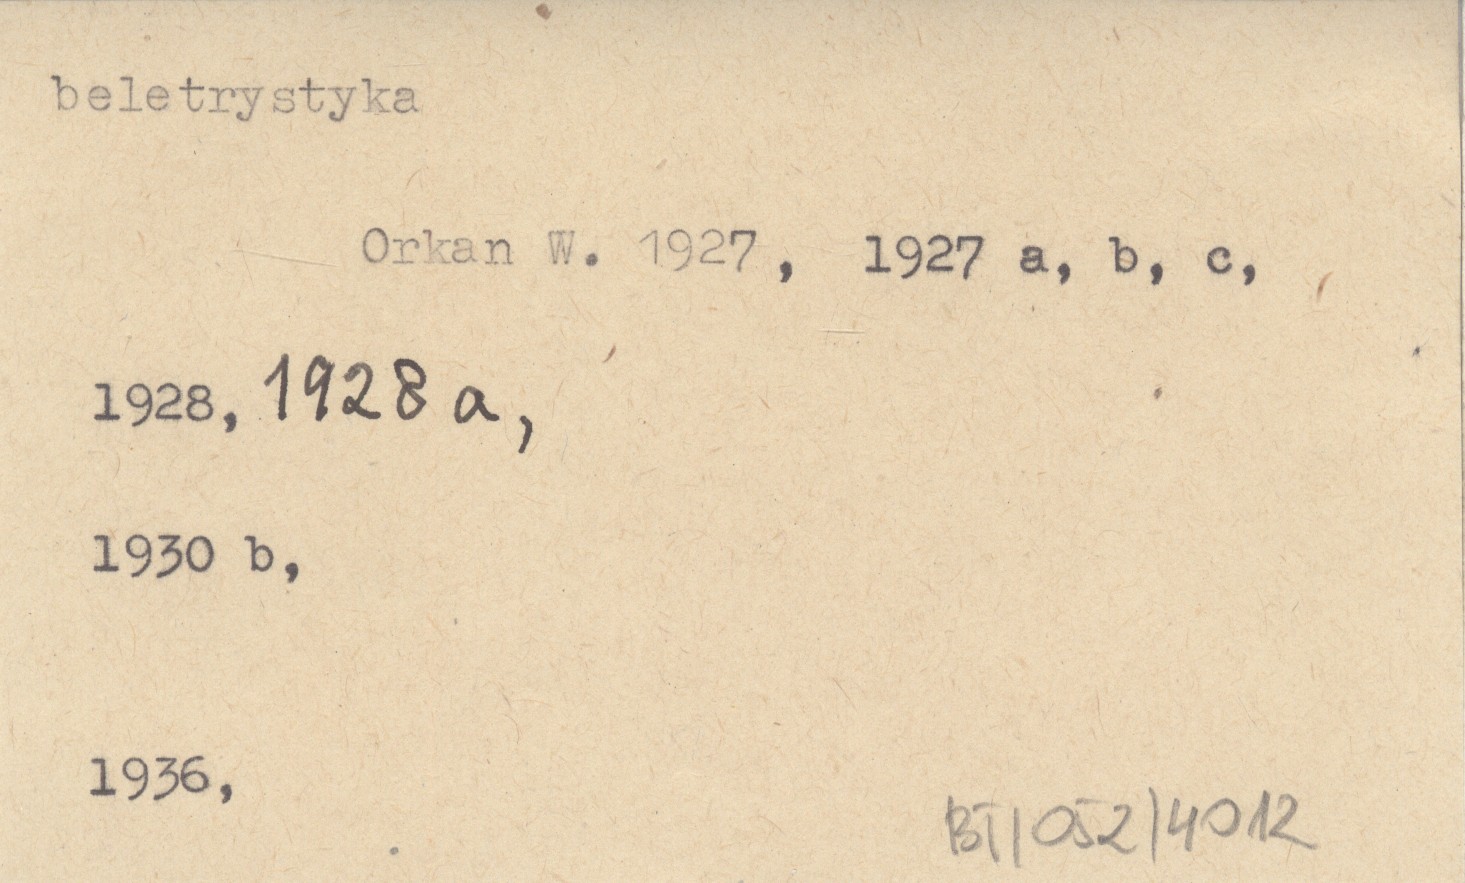 beletrystyka
Orkan W. 1927, 1927 a, b, c,
1928, 1928 a,
1930 b,
1936,
BT/052/4012